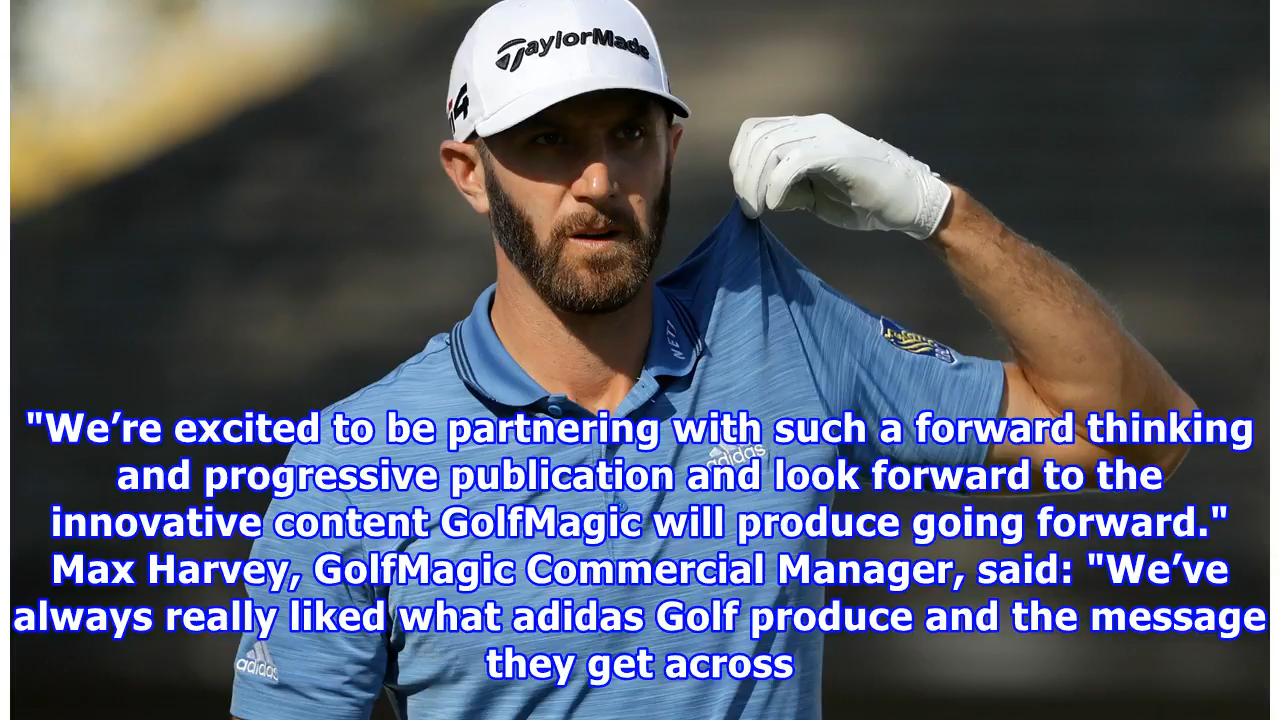 TaylorMade
NETJ
adidas
"We’re excited to be partnering with such a forward thinking
and progressive publication and look forward to the
innovative content GolfMagic will produce going forward."
Max Harvey, GolfMagic Commercial Manager, said: "We’ve
always really liked what adidas Golf produce and the message
they get across
adidas